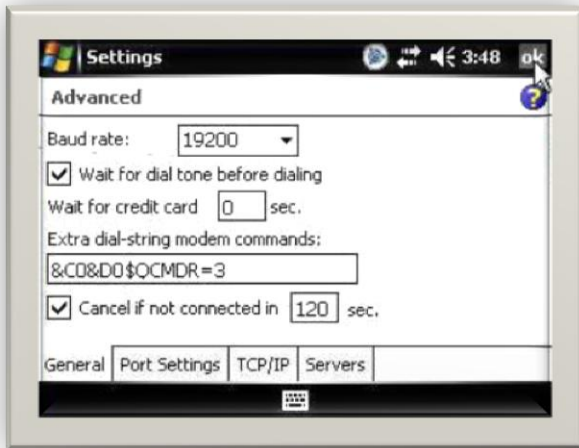 Settings 3:48 ok
Advanced ?
Baud rate: 19200
Wait for dial tone before dialing
Wait for credit card 0 sec.
Extra dial-string modem commands:
&C0&D0$QCMDR=3
Cancel if not connected in 120 sec.
General Port Settings TCP/IP Servers